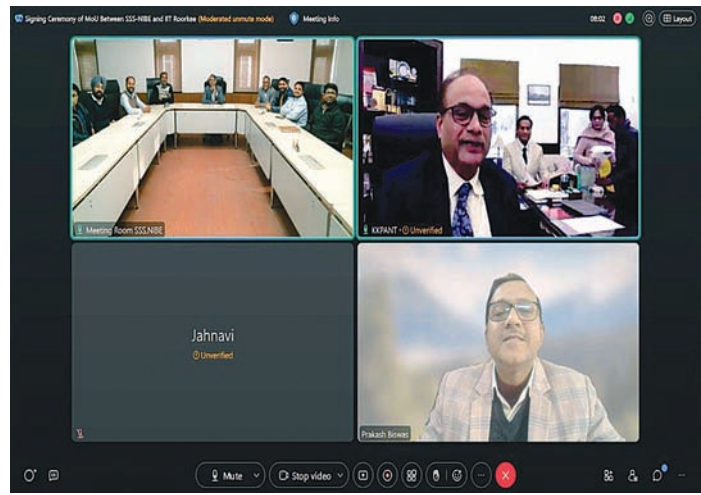 Signing Ceremony of MoU Between SSS-NIBE and IIT Roorkee (Moderated unmute mode)
Meeting Info
08:02
Layout
Meeting Room SSS,NIBE
KKPANT - Unverified
Jahnavi
Unverified
Prakash Biswas
Mute
Stop video